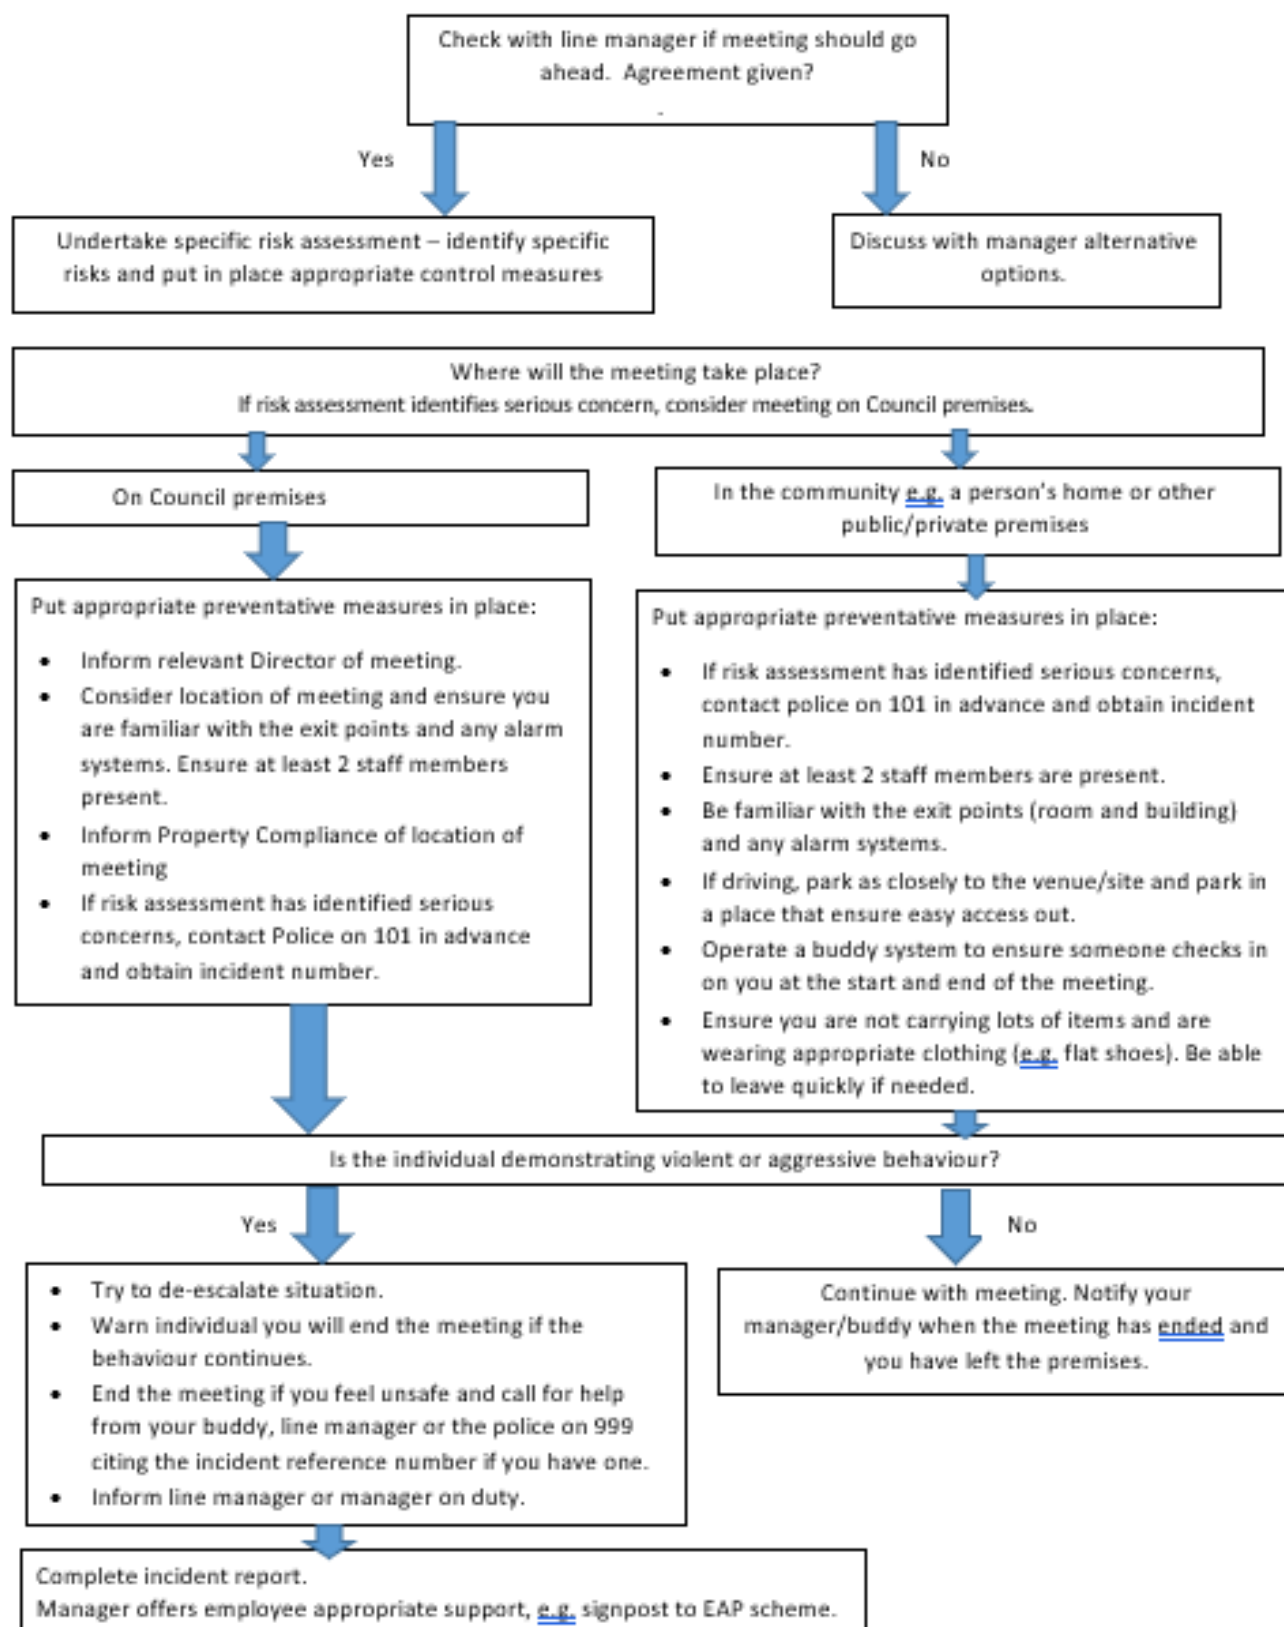 Check with line manager if meeting should go
ahead. Agreement given?
.
Yes
No
Undertake specific risk assessment – identify specific
risks and put in place appropriate control measures
Discuss with manager alternative
options.
Where will the meeting take place?
If risk assessment identifies serious concern, consider meeting on Council premises.
On Council premises
In the community e.g. a person's home or other
public/private premises
Put appropriate preventative measures in place:
• Inform relevant Director of meeting.
• Consider location of meeting and ensure you
are familiar with the exit points and any alarm
systems. Ensure at least 2 staff members
present.
• Inform Property Compliance of location of
meeting
• If risk assessment has identified serious
concerns, contact Police on 101 in advance
and obtain incident number.
Put appropriate preventative measures in place:
• If risk assessment has identified serious concerns,
contact police on 101 in advance and obtain incident
number.
• Ensure at least 2 staff members are present.
• Be familiar with the exit points (room and building)
and any alarm systems.
• If driving, park as closely to the venue/site and park in
a place that ensure easy access out.
• Operate a buddy system to ensure someone checks in
on you at the start and end of the meeting.
• Ensure you are not carrying lots of items and are
wearing appropriate clothing (e.g. flat shoes). Be able
to leave quickly if needed.
Is the individual demonstrating violent or aggressive behaviour?
Yes
No
• Try to de-escalate situation.
• Warn individual you will end the meeting if the
behaviour continues.
• End the meeting if you feel unsafe and call for help
from your buddy, line manager or the police on 999
citing the incident reference number if you have one.
• Inform line manager or manager on duty.
Continue with meeting. Notify your
manager/buddy when the meeting has ended and
you have left the premises.
Complete incident report.
Manager offers employee appropriate support, e.g. signpost to EAP scheme.